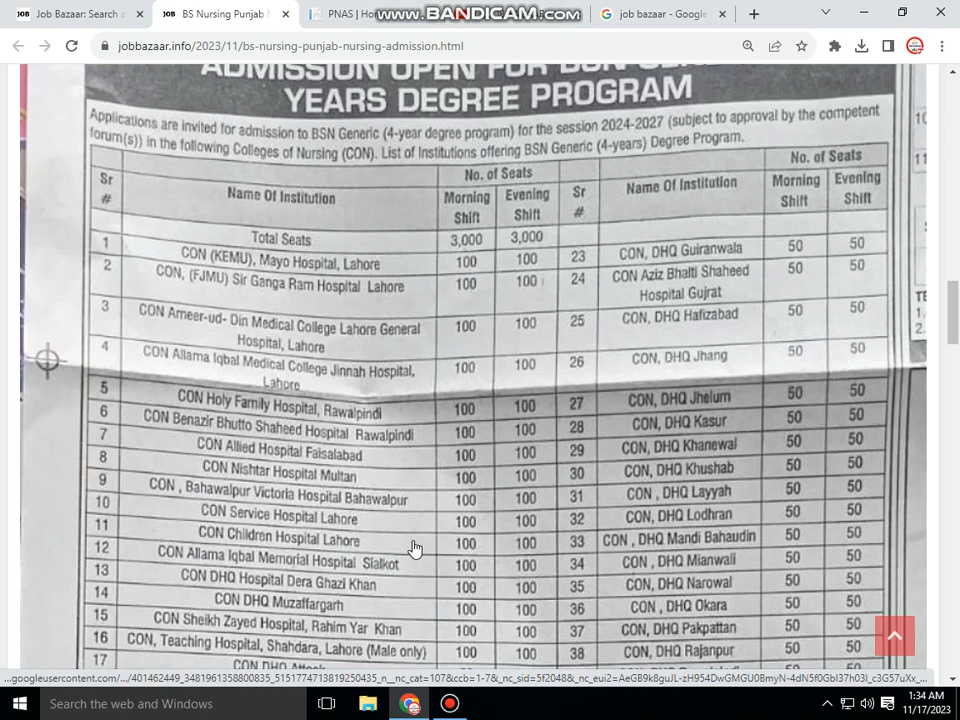 Job Bazaar: Search a
BS Nursing Punjab N
PNAS | Ho
www.BANDICAM.com
job bazaar - Google
jobbazaar.info/2023/11/bs-nursing-punjab-nursing-admission.html
YEARS DEGREE PROGRAM
Applications are invited for admission to BSN Generic (4-year degree program) for the session 2024-2027 (subject to approval by the competent
forum(s)) in the following Colleges of Nursing (CON). List of Institutions offering BSN Generic (4-years) Degree Program.
Sr # Name Of Institution No. of Seats Morning Shift Evening Shift Sr # Name Of Institution No. of Seats Morning Shift Evening Shift
Total Seats 3,000 3,000
1 CON (KEMU), Mayo Hospital, Lahore 100 100 23 CON, DHQ Guiranwala 50 50
2 CON, (FJMU) Sir Ganga Ram Hospital Lahore 100 100 24 CON Aziz Bhalti Shaheed Hospital Gujrat 50 50
3 CON Ameer-ud- Din Medical College Lahore General Hospital, Lahore 100 100 25 CON, DHQ Hafizabad 50 50
4 CON Allama Iqbal Medical College Jinnah Hospital, Lahore 100 100 26 CON, DHQ Jhang 50 50
5 CON Holy Family Hospital, Rawalpindi 100 100 27 CON, DHQ Jhelum 50 50
6 CON Benazir Bhutto Shaheed Hospital Rawalpindi 100 100 28 CON, DHQ Kasur 50 50
7 CON Allied Hospital Faisalabad 100 100 29 CON, DHQ Khanewal 50 50
8 CON Nishtar Hospital Multan 100 100 30 CON, DHQ Khushab 50 50
9 CON , Bahawalpur Victoria Hospital Bahawalpur 100 100 31 CON , DHQ Layyah 50 50
10 CON Service Hospital Lahore 100 100 32 CON, DHQ Lodhran 50 50
11 CON Children Hospital Lahore 100 100 33 CON , DHQ Mandi Bahaudin 50 50
12 CON Allama Iqbal Memorial Hospital Sialkot 100 100 34 CON , DHQ Mianwali 50 50
13 CON DHQ Hospital Dera Ghazi Khan 100 100 35 CON, DHQ Narowal 50 50
14 CON DHQ Muzaffargarh 100 100 36 CON , DHQ Okara 50 50
15 CON Sheikh Zayed Hospital, Rahim Yar Khan 100 100 37 CON, DHQ Pakpattan 50 50
16 CON, Teaching Hospital, Shahdara, Lahore (Male only) 100 100 38 CON, DHQ Rajanpur 50 50
17
Search the web and Windows
1:34 AM
11/17/2023